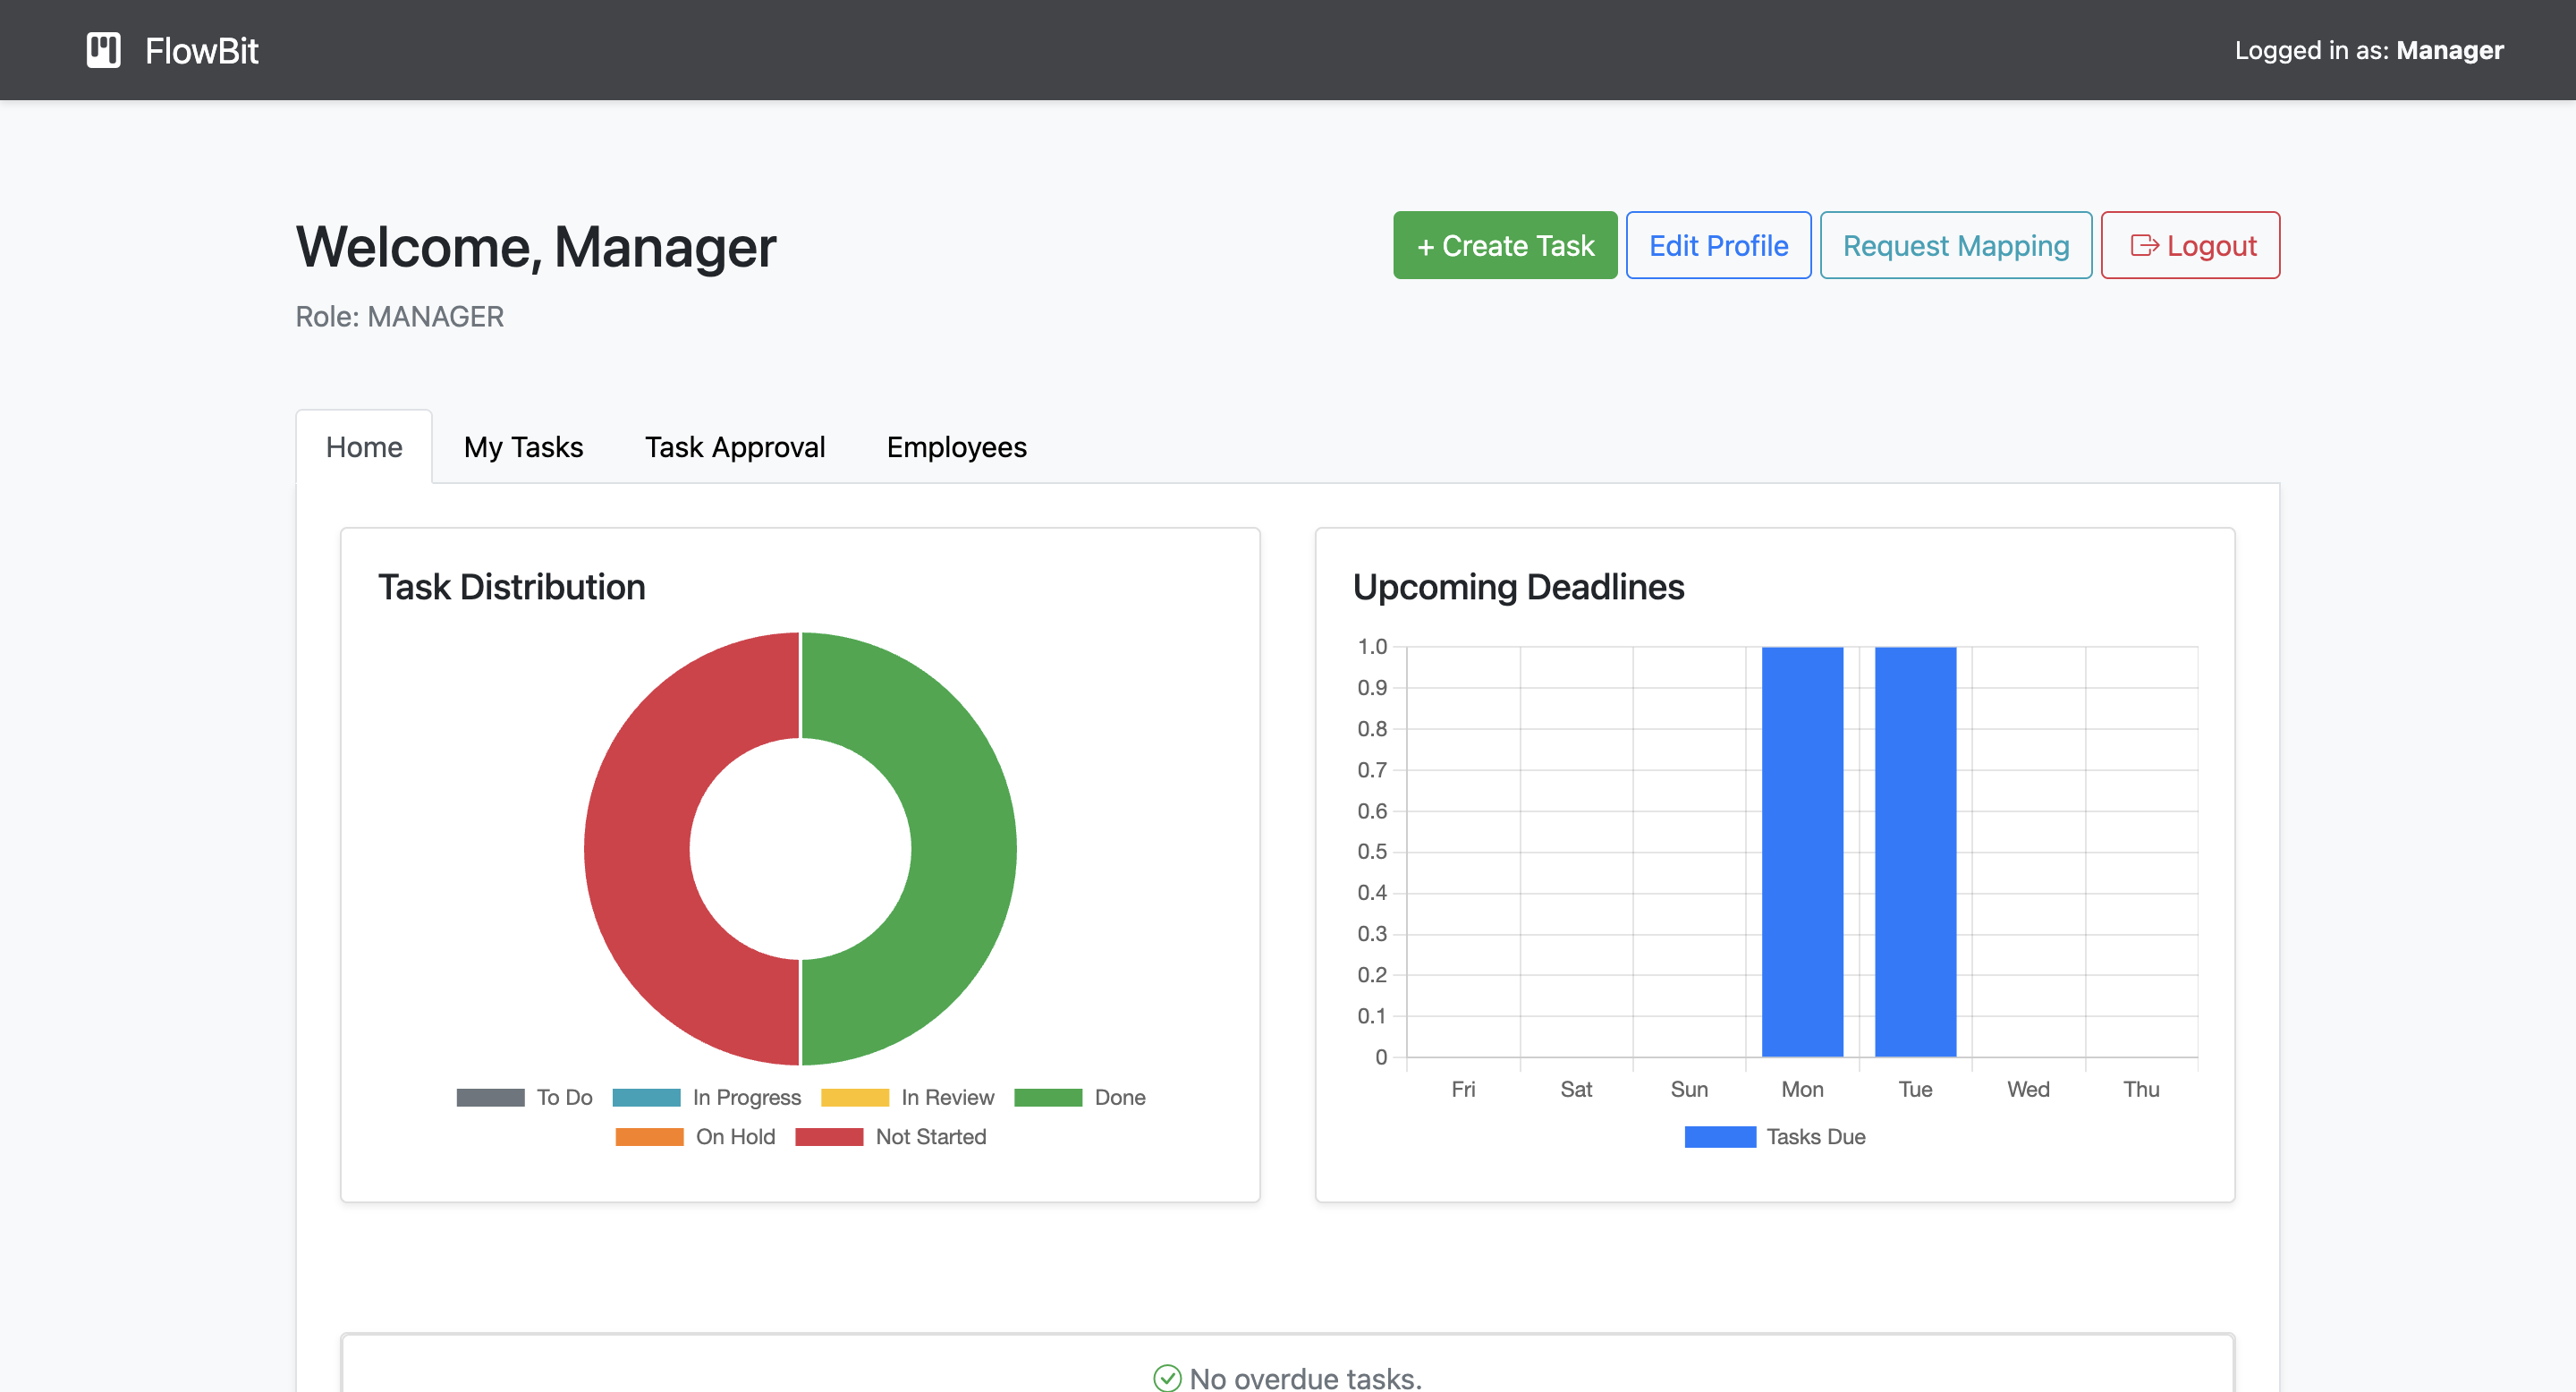 FlowBit
Logged in as: Manager
Welcome, Manager
+ Create Task
Edit Profile
Request Mapping
Logout
Role: MANAGER
Home
My Tasks
Task Approval
Employees
Task Distribution
To Do
In Progress
In Review
Done
On Hold
Not Started
Upcoming Deadlines
1.0
0.9
0.8
0.7
0.6
0.5
0.4
0.3
0.2
0.1
0
Fri
Sat
Sun
Mon
Tue
Wed
Thu
Tasks Due
No overdue tasks.